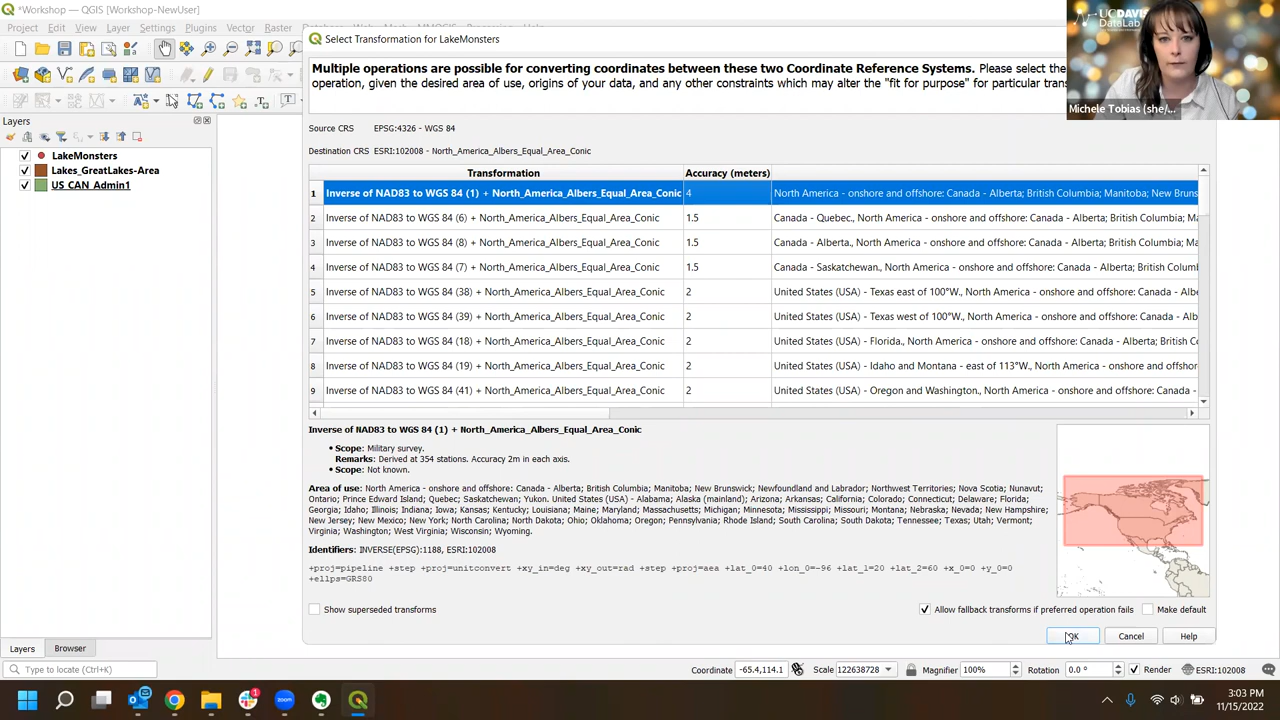 *Workshop — QGIS [Workshop-NewUser]
Project Edit View Layer Settings Plugins Vector Raster
Select Transformation for LakeMonsters
UC DAVIS
DataLab
Michele Tobias (she/...
Multiple operations are possible for converting coordinates between these two Coordinate Reference Systems. Please select the
operation, given the desired area of use, origins of your data, and any other constraints which may alter the "fit for purpose" for particular
Source CRS EPSG:4326 - WGS 84
Destination CRS ESRI:102008 - North_America_Albers_Equal_Area_Conic
Layers
LakeMonsters
Lakes_GreatLakes-Area
US_CAN_Admin1
Transformation Accuracy (meters)
1 Inverse of NAD83 to WGS 84 (1) + North_America_Albers_Equal_Area_Conic 4 North America - onshore and offshore: Canada - Alberta; British Columbia; Manitoba; New Bruns
2 Inverse of NAD83 to WGS 84 (6) + North_America_Albers_Equal_Area_Conic 1.5 Canada - Quebec., North America - onshore and offshore: Canada - Alberta; British Columbia; Ma
3 Inverse of NAD83 to WGS 84 (8) + North_America_Albers_Equal_Area_Conic 1.5 Canada - Alberta., North America - onshore and offshore: Canada - Alberta; British Columbia; Ma
4 Inverse of NAD83 to WGS 84 (7) + North_America_Albers_Equal_Area_Conic 1.5 Canada - Saskatchewan., North America - onshore and offshore: Canada - Alberta; British Columb
5 Inverse of NAD83 to WGS 84 (38) + North_America_Albers_Equal_Area_Conic 2 United States (USA) - Texas east of 100°W., North America - onshore and offshore: Canada - Albe
6 Inverse of NAD83 to WGS 84 (39) + North_America_Albers_Equal_Area_Conic 2 United States (USA) - Texas west of 100°W., North America - onshore and offshore: Canada - Alb
7 Inverse of NAD83 to WGS 84 (18) + North_America_Albers_Equal_Area_Conic 2 United States (USA) - Florida., North America - onshore and offshore: Canada - Alberta; British Co
8 Inverse of NAD83 to WGS 84 (19) + North_America_Albers_Equal_Area_Conic 2 United States (USA) - Idaho and Montana - east of 113°W., North America - onshore and offshore
9 Inverse of NAD83 to WGS 84 (41) + North_America_Albers_Equal_Area_Conic 2 United States (USA) - Oregon and Washington., North America - onshore and offshore: Canada -
Inverse of NAD83 to WGS 84 (1) + North_America_Albers_Equal_Area_Conic
• Scope: Military survey.
Remarks: Derived at 354 stations. Accuracy 2m in each axis.
• Scope: Not known.
Area of use: North America - onshore and offshore: Canada - Alberta; British Columbia; Manitoba; New Brunswick; Newfoundland and Labrador; Northwest Territories; Nova Scotia; Nunavut;
Ontario; Prince Edward Island; Quebec; Saskatchewan; Yukon. United States (USA) - Alabama; Alaska (mainland); Arizona; Arkansas; California; Colorado; Connecticut; Delaware; Florida;
Georgia; Idaho; Illinois; Indiana; Iowa; Kansas; Kentucky; Louisiana; Maine; Maryland; Massachusetts; Michigan; Minnesota; Mississippi; Missouri; Montana; Nebraska; Nevada; New Hampshire;
New Jersey; New Mexico; New York; North Carolina; North Dakota; Ohio; Oklahoma; Oregon; Pennsylvania; Rhode Island; South Carolina; South Dakota; Tennessee; Texas; Utah; Vermont;
Virginia; Washington; West Virginia; Wisconsin; Wyoming.
Identifiers: INVERSE(EPSG):1188, ESRI:102008
+proj=pipeline +step +proj=unitconvert +xy_in=deg +xy_out=rad +step +proj=aea +lat_0=40 +lon_0=-96 +lat_1=20 +lat_2=60 +x_0=0 +y_0=0
+ellps=GRS80
Show superseded transforms
Allow fallback transforms if preferred operation fails
Make default
OK Cancel Help
Layers Browser
Type to locate (Ctrl+K)
Coordinate -65.4,114.1 Scale 122638728 Magnifier 100% Rotation 0.0 ° Render ESRI:102008
zoom
3:03 PM
11/15/2022